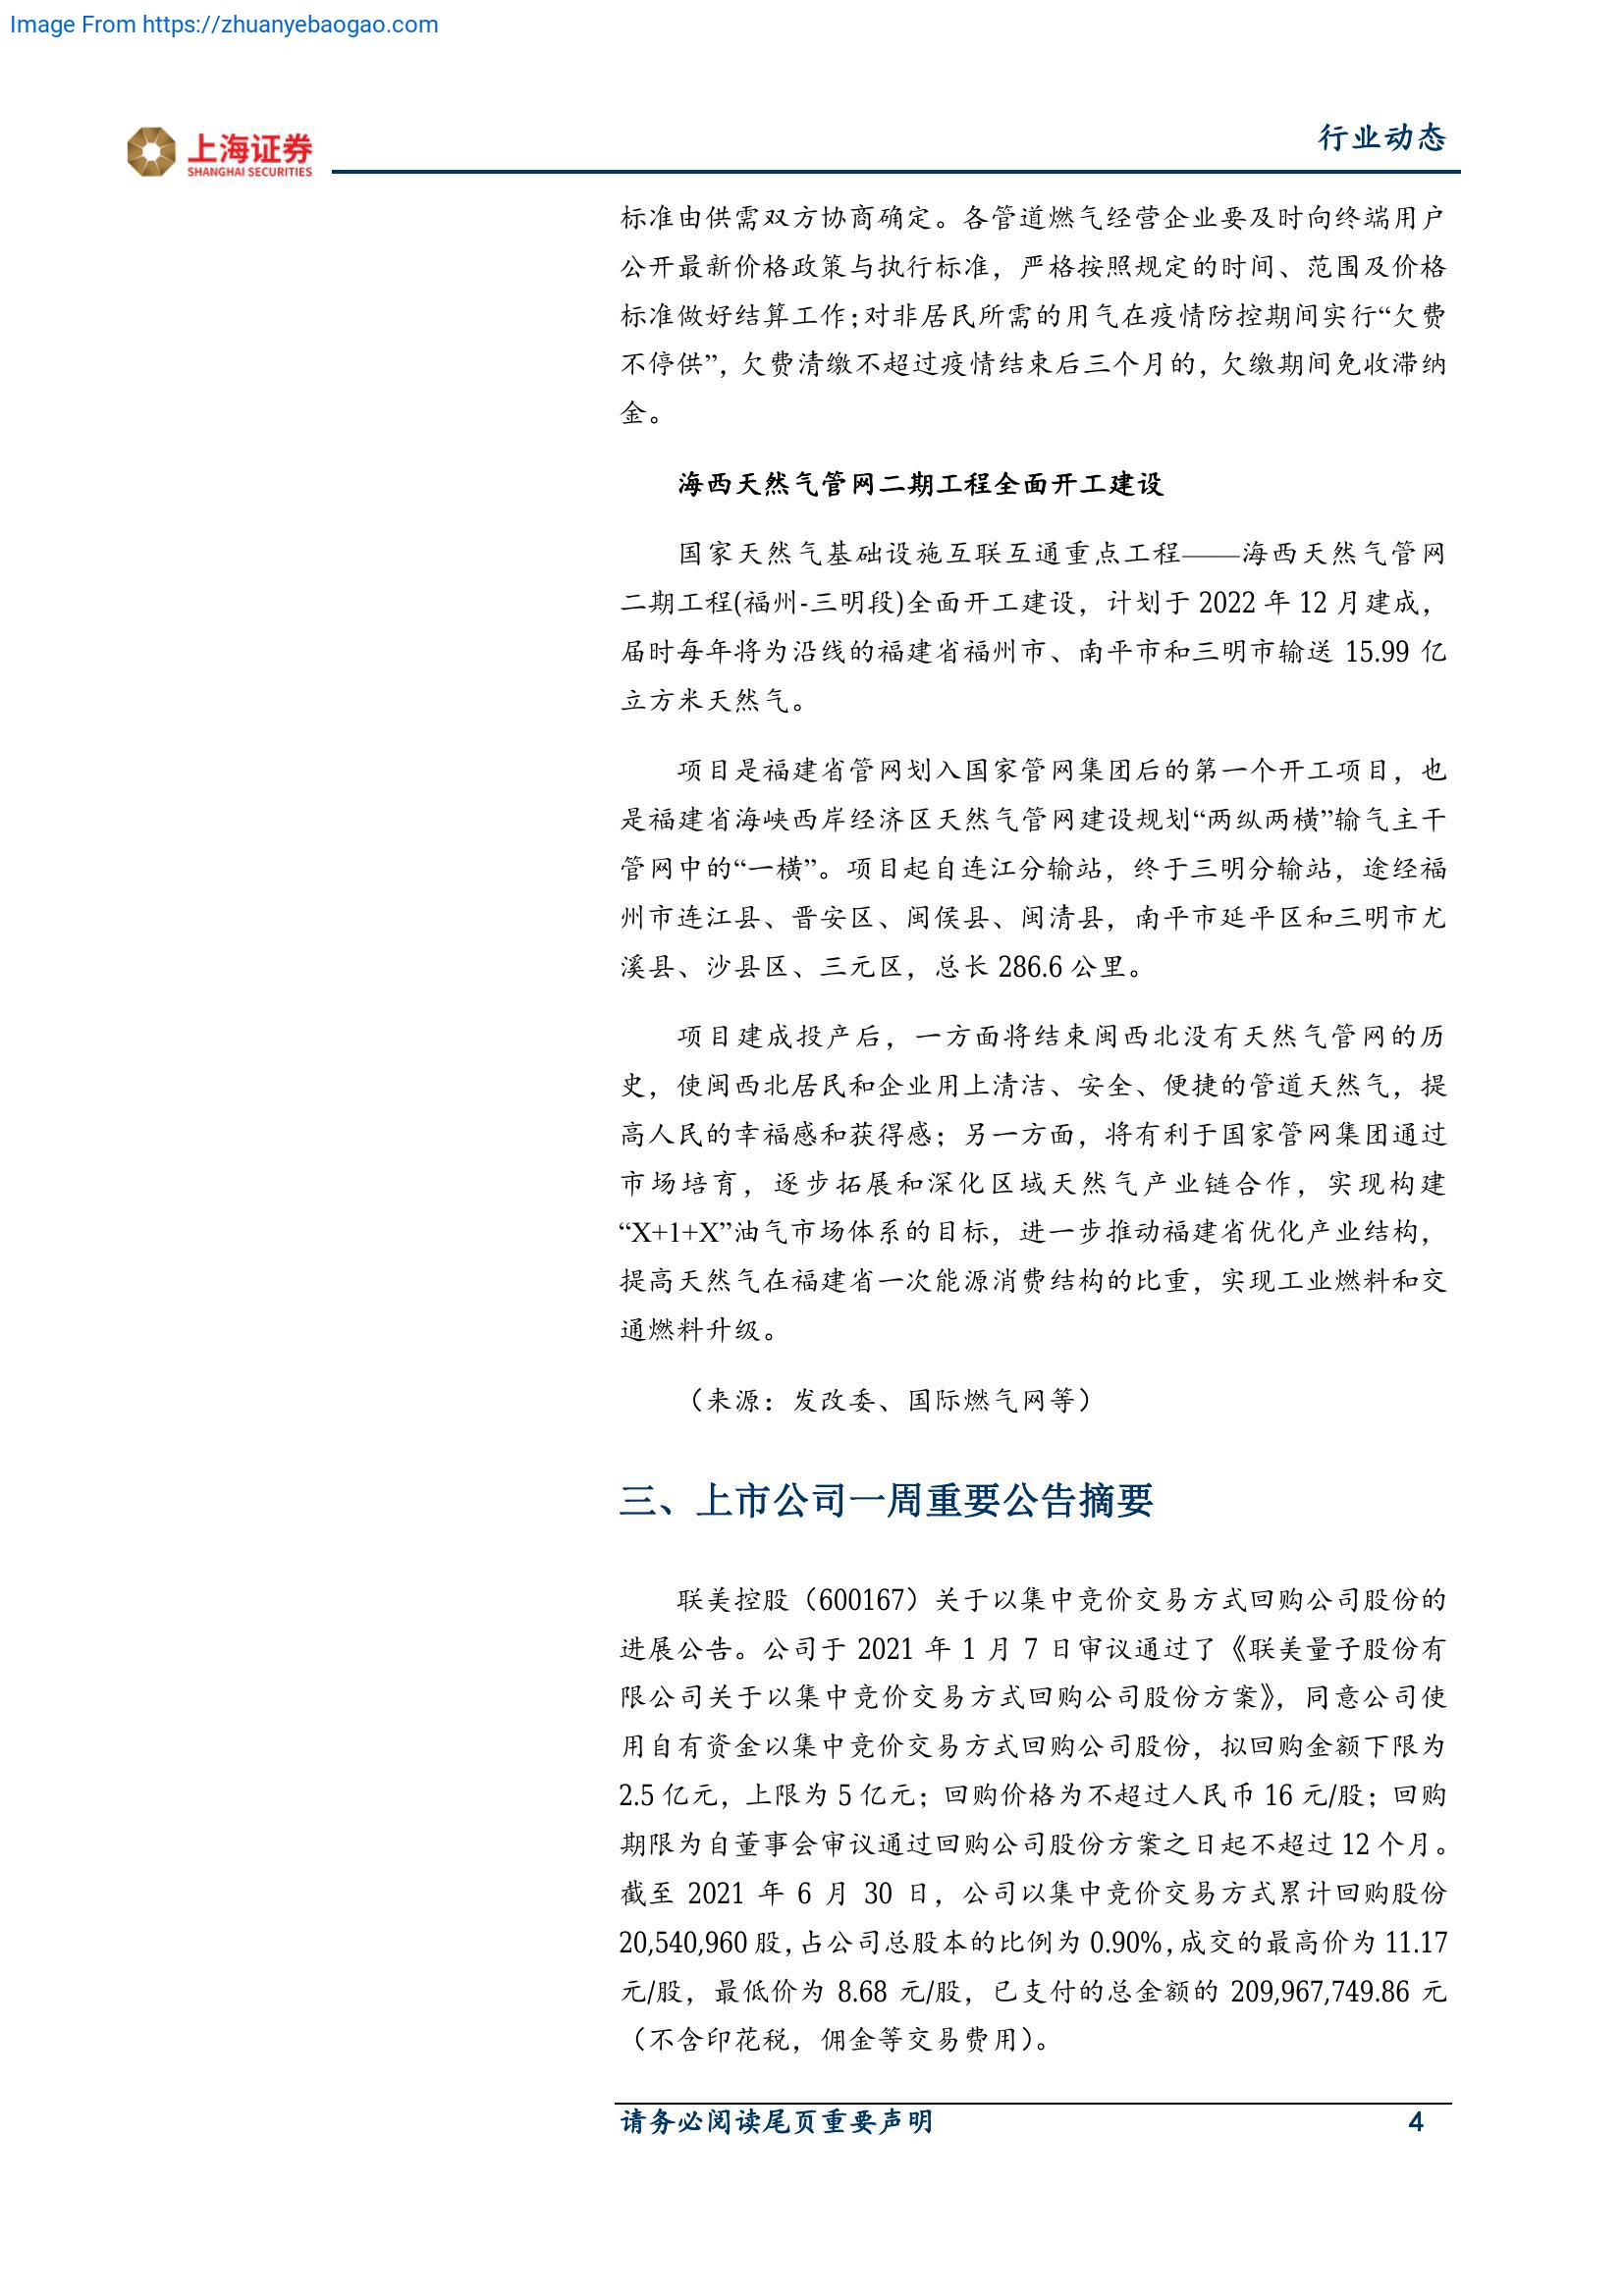 Image From https://zhuanyebaogao.com
上海证券
SHANGHAI SECURITIES
行业动态
标准由供需双方协商确定。各管道燃气经营企业要及时向终端用户
公开最新价格政策与执行标准，严格按照规定的时间、范围及价格
标准做好结算工作;对非居民所需的用气在疫情防控期间实行“欠费
不停供”，欠费清缴不超过疫情结束后三个月的，欠缴期间免收滞纳
金。
海西天然气管网二期工程全面开工建设
国家天然气基础设施互联互通重点工程——海西天然气管网
二期工程(福州-三明段)全面开工建设，计划于 2022 年 12 月建成，
届时每年将为沿线的福建省福州市、南平市和三明市输送 15.99 亿
立方米天然气。
项目是福建省管网划入国家管网集团后的第一个开工项目，也
是福建省海峡西岸经济区天然气管网建设规划“两纵两横”输气主干
管网中的“一横”。项目起自连江分输站，终于三明分输站，途经福
州市连江县、晋安区、闽侯县、闽清县，南平市延平区和三明市尤
溪县、沙县区、三元区，总长 286.6 公里。
项目建成投产后，一方面将结束闽西北没有天然气管网的历
史，使闽西北居民和企业用上清洁、安全、便捷的管道天然气，提
高人民的幸福感和获得感；另一方面，将有利于国家管网集团通过
市场培育，逐步拓展和深化区域天然气产业链合作，实现构建
“X+1+X”油气市场体系的目标，进一步推动福建省优化产业结构，
提高天然气在福建省一次能源消费结构的比重，实现工业燃料和交
通燃料升级。
（来源：发改委、国际燃气网等）
三、上市公司一周重要公告摘要
联美控股（600167）关于以集中竞价交易方式回购公司股份的
进展公告。公司于 2021 年 1 月 7 日审议通过了《联美量子股份有
限公司关于以集中竞价交易方式回购公司股份方案》，同意公司使
用自有资金以集中竞价交易方式回购公司股份，拟回购金额下限为
2.5 亿元，上限为 5 亿元；回购价格为不超过人民币 16 元/股；回购
期限为自董事会审议通过回购公司股份方案之日起不超过 12 个月。
截至 2021 年 6 月 30 日，公司以集中竞价交易方式累计回购股份
20,540,960 股，占公司总股本的比例为 0.90%，成交的最高价为 11.17
元/股，最低价为 8.68 元/股，已支付的总金额的 209,967,749.86 元
（不含印花税，佣金等交易费用）。
请务必阅读尾页重要声明 4